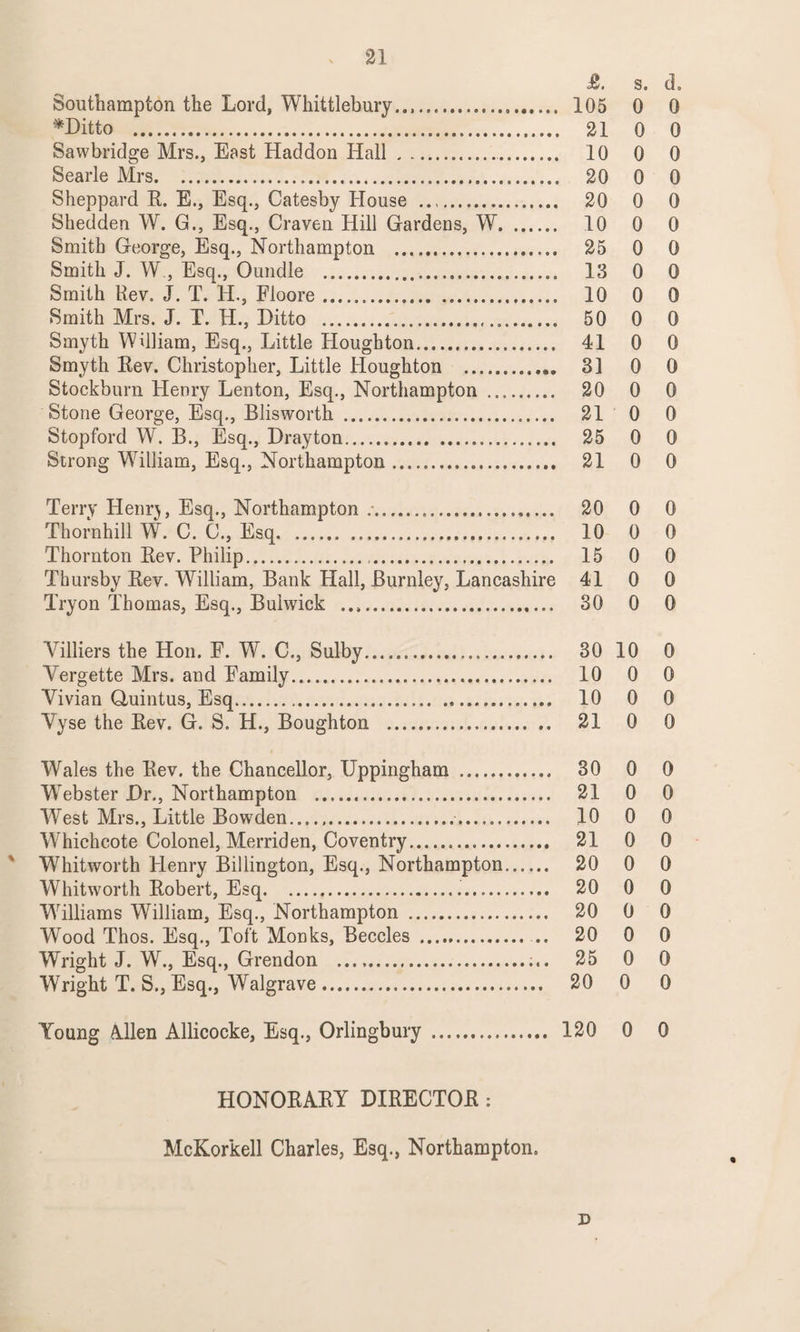 21
£. s. d.
Southampton the Lord, Whittlebury........................ 105 0 0
*Ditto ........................ 21 0 0
Sawbridge Mrs., East Haddon Hall ........................ 10 0 0
Searle Mrs. ........................ 20 0 0
Sheppard R. E., Esq., Catesby House ........................ 20 0 0
Shedden W. G., Esq., Craven Hill Gardens, W. ...... 10 0 0
Smith George, Esq., Northampton ........................ 25 0 0
Smith J. W., Esq., Oundle ........................ 13 0 0
Smith Rev. J. T. H., Floore ........................ 10 0 0
Smith Mrs. J. T. H., Ditto ........................ 50 0 0
Smyth William, Esq., Little Houghton.................. 41 0 0
Smyth Rev. Christopher, Little Houghton ............ 31 0 0
Stockburn Henry Lenton, Esq., Northampton ......... 20 0 0
Stone George, Esq., Blisworth ........................ 21 0 0
Stopford W. B., Esq., Drayton........................ 25 0 0
Strong William, Esq., Northampton ........................ 21 0 0
Terry Henry, Esq., Northampton ........................ 20 0 0
Thornhill W. C. C., Esq. ........................ 10 0 0
Thornton Rev. Philip........................ 15 0 0
Thursby Rev. William, Bank Hall, Burnley, Lancashire 41 0 0
Tryon Thomas, Esq., Bulwick ........................ 30 0 0
Villiers the Hon. F. W. C., Sulby........................ 30 10 0
Vergette Mrs. and Family........................ 10 0 0
Vivian Quintus, Esq........................ 10 0 0
Vyse the Rev. G. S. H., Boughton ........................ 21 0 0
Wales the Rev. the Chancellor, Uppingham ............ 30 0 0
Webster Dr., Northampton ........................ 21 0 0
West Mrs., Little Bowden........................ 10 0 0
Whichcote Colonel, Merriden, Coventry.................. 21 0 0
Whitworth Henry Billington, Esq., Northampton...... 20 0 0
Whitworth Robert, Esq. ........................ 20 0 0
Williams William, Esq., Northampton .................. 20 0 0
Wood Thos. Esq., Toft Monks, Beccles ............... 20 0 0
Wright J. W., Esq., Grendon ........................ 25 0 0
Wright T. S., Esq., Walgrave ........................ 20 0 0
Young Allen Allicocke, Esq., Orlingbury ............... 120 0 0
HONORARY DIRECTOR :
McKorkell Charles, Esq., Northampton.
D